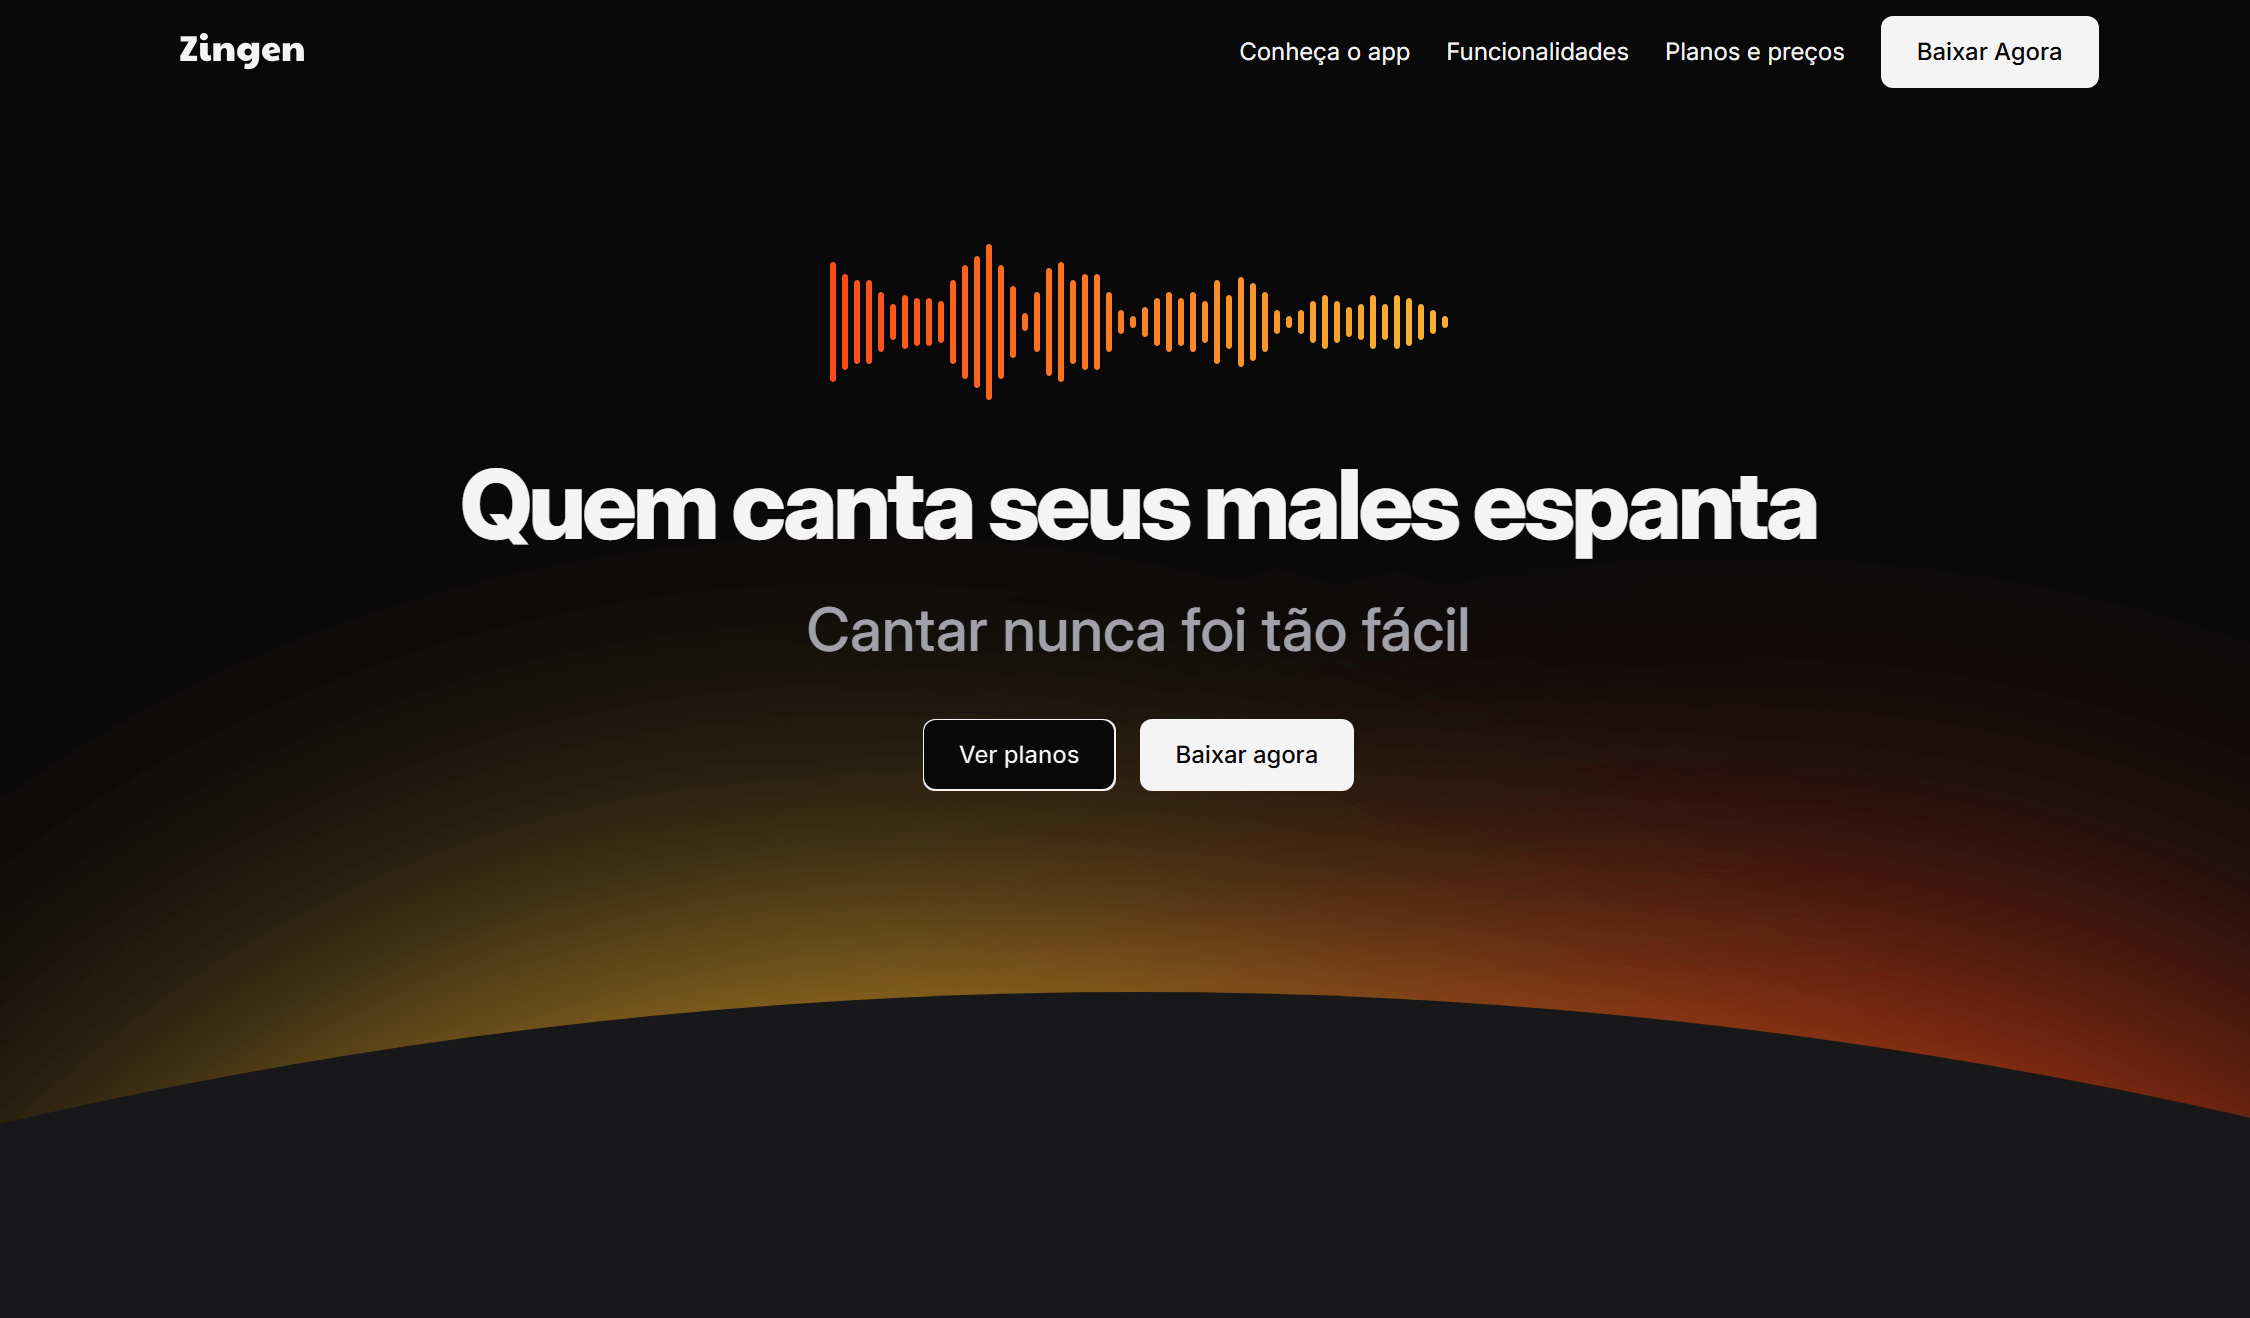 Zingen
Conheça o app
Funcionalidades
Planos e preços
Baixar Agora
Quem canta seus males espanta
Cantar nunca foi tão fácil
Ver planos
Baixar agora